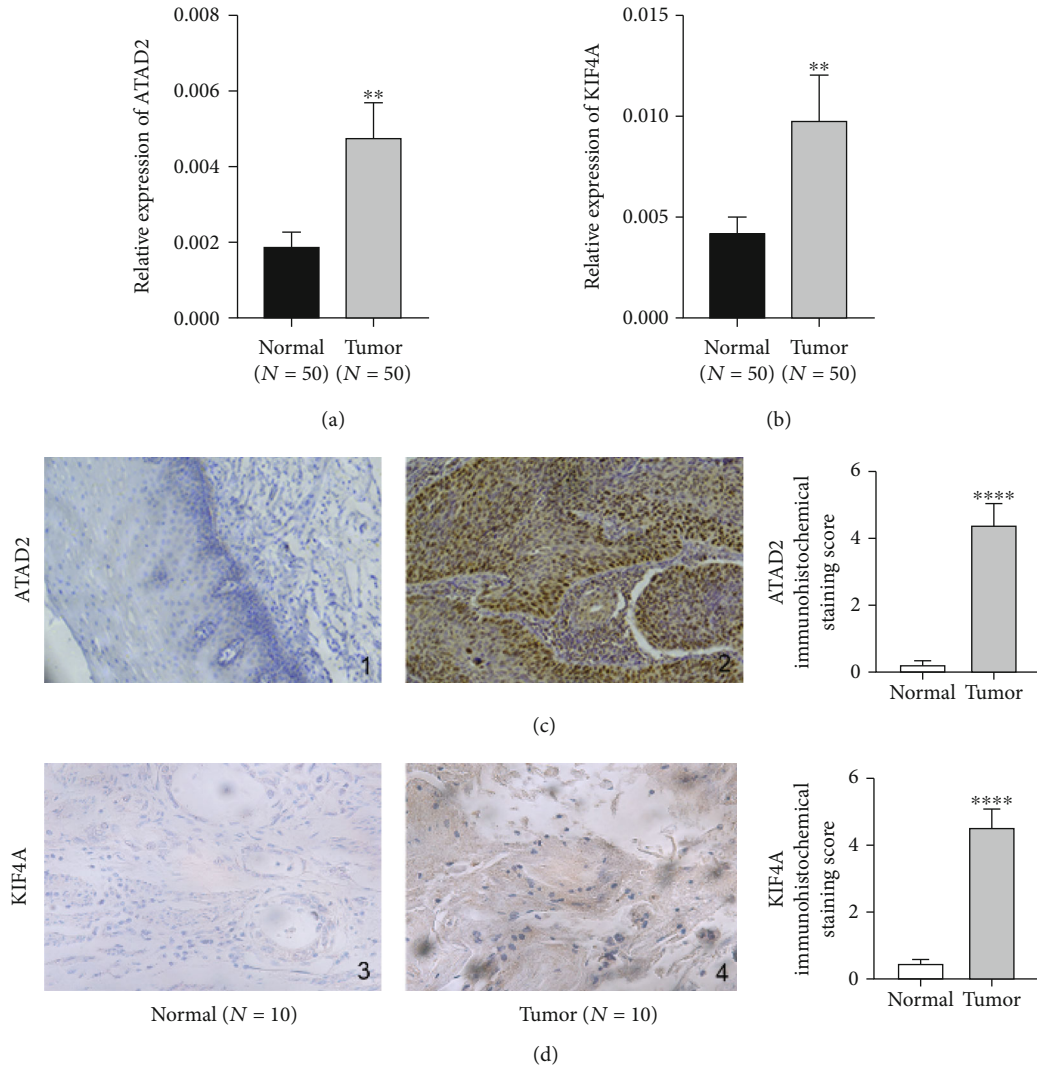 Relative expression of ATAD2
0.008
0.006
0.004
0.002
0.000
**
Normal
(N = 50)
Tumor
(N = 50)
(a)
Relative expression of KIF4A
0.015
0.010
0.005
0.000
**
Normal
(N = 50)
Tumor
(N = 50)
(b)
ATAD2
1
2
ATAD2
immunohistochemical
staining score
6
4
2
0
****
Normal
Tumor
(c)
KIF4A
3
4
Normal (N = 10)
Tumor (N = 10)
KIF4A
immunohistochemical
staining score
6
4
2
0
****
Normal
Tumor
(d)